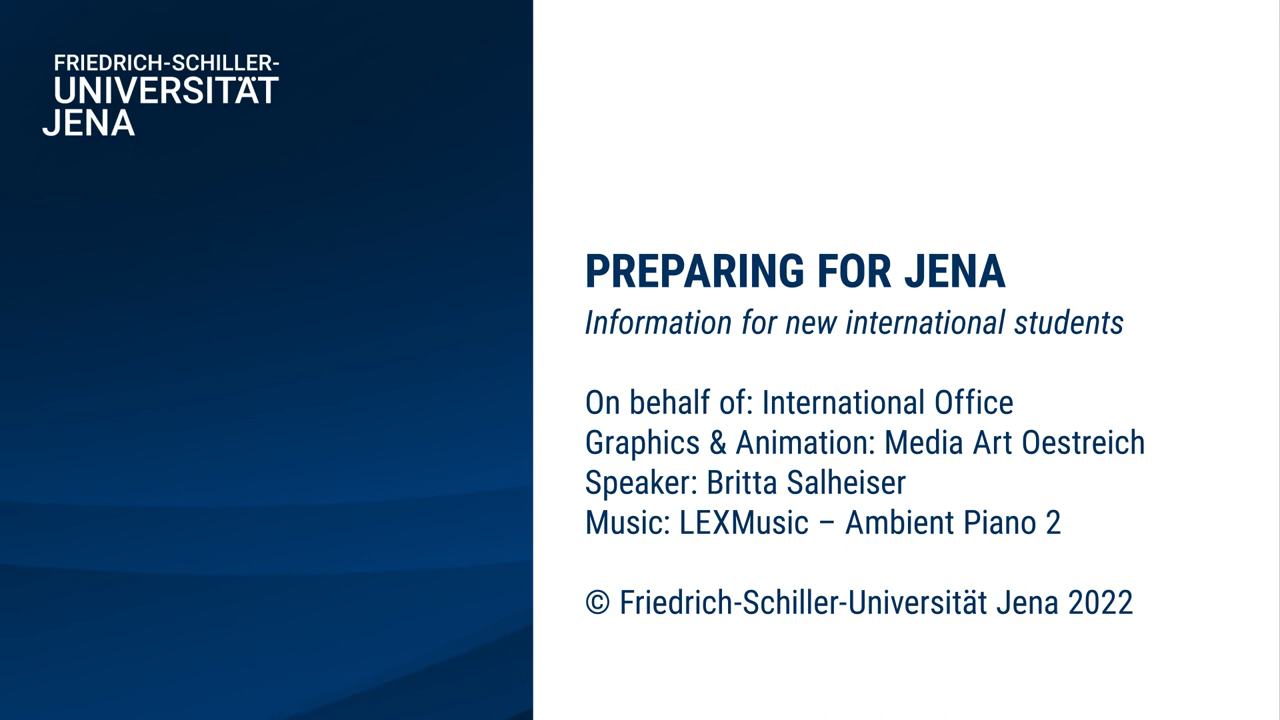 FRIEDRICH-SCHILLER-
UNIVERSITÄT
JENA
PREPARING FOR JENA
Information for new international students
On behalf of: International Office
Graphics & Animation: Media Art Oestreich
Speaker: Britta Salheiser
Music: LEXMusic – Ambient Piano 2
© Friedrich-Schiller-Universität Jena 2022